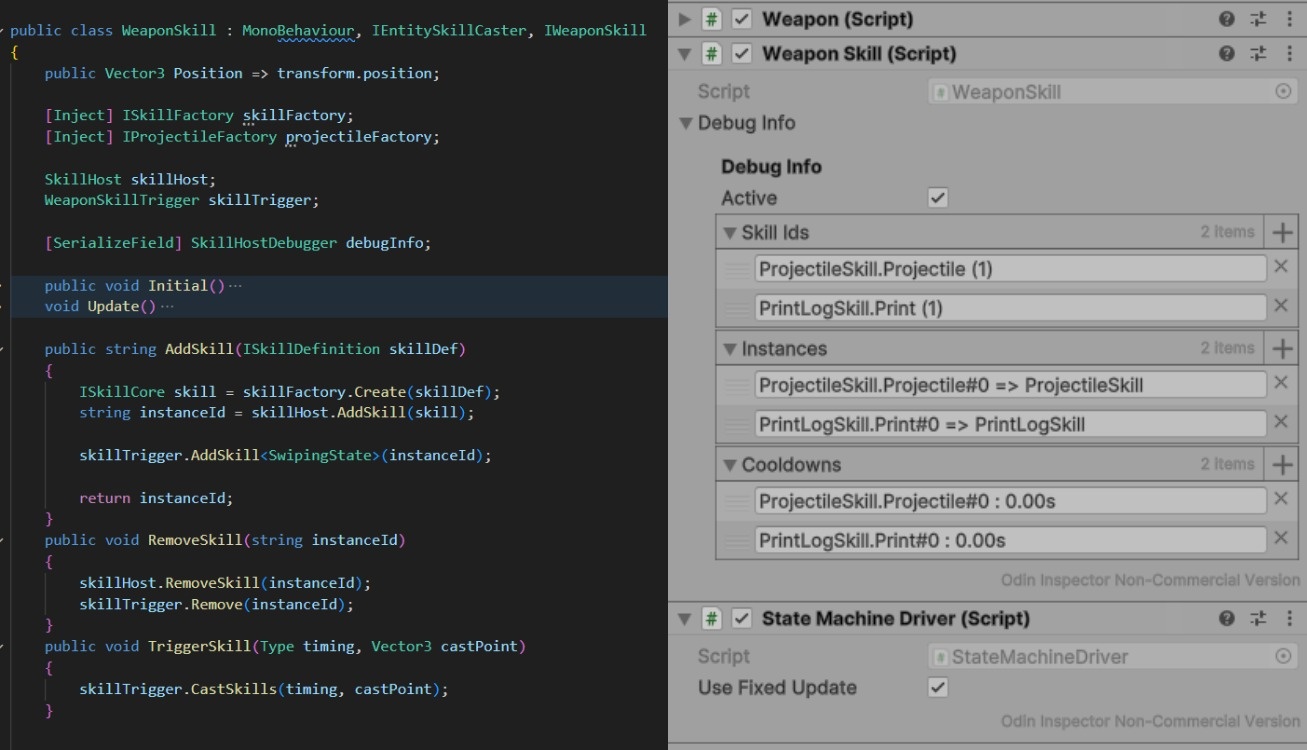 public class WeaponSkill : MonoBehaviour, IEntitySkillCaster, IWeaponSkill
{
public Vector3 Position => transform.position;
[Inject] ISkillFactory skillFactory;
[Inject] IProjectileFactory projectileFactory;
SkillHost skillHost;
WeaponSkillTrigger skillTrigger;
[SerializeField] SkillHostDebugger debugInfo;
public void Initial()···
void Update()···
public string AddSkill(ISkillDefinition skillDef)
{
ISkillCore skill = skillFactory.Create(skillDef);
string instanceId = skillHost.AddSkill(skill);
skillTrigger.AddSkill<SwipingState>(instanceId);
return instanceId;
}
public void RemoveSkill(string instanceId)
{
skillHost.RemoveSkill(instanceId);
skillTrigger.Remove(instanceId);
}
public void TriggerSkill(Type timing, Vector3 castPoint)
{
skillTrigger.CastSkills(timing, castPoint);
}
# Weapon (Script)
# Weapon Skill (Script)
Script # WeaponSkill
Debug Info
Debug Info
Active
Skill Ids 2 Items
ProjectileSkill.Projectile (1)
PrintLogSkill.Print (1)
Instances 2 Items
ProjectileSkill.Projectile#0 => ProjectileSkill
PrintLogSkill.Print#0 => PrintLogSkill
Cooldowns 2 Items
ProjectileSkill.Projectile#0 : 0.00s
PrintLogSkill.Print#0 : 0.00s
Odin Inspector Non-Commercial Version
# State Machine Driver (Script)
Script # StateMachineDriver
Use Fixed Update
Odin Inspector Non-Commercial Version